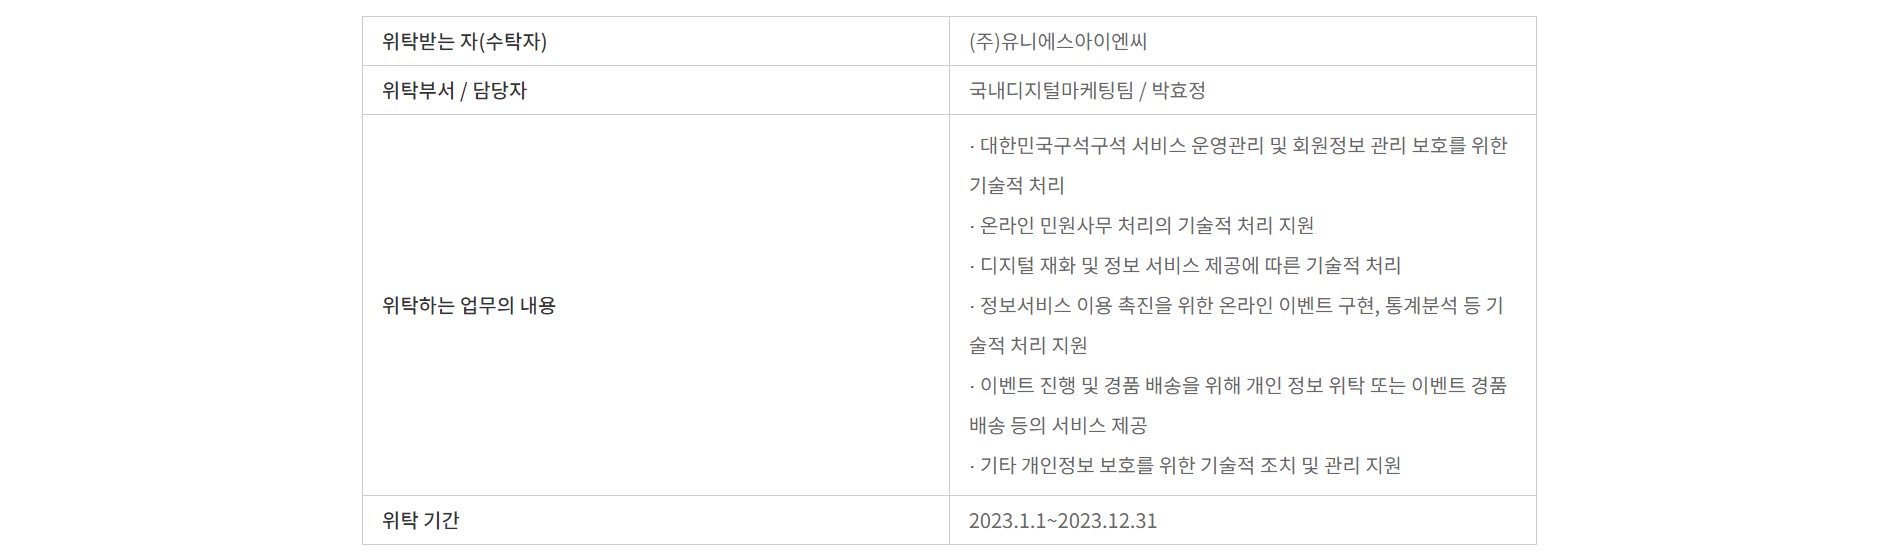 위탁받는 자(수탁자)
(주)유니에스아이엔씨
위탁부서 / 담당자
국내디지털마케팅팀 / 박효정
위탁하는 업무의 내용
· 대한민국구석구석 서비스 운영관리 및 회원정보 관리 보호를 위한
기술적 처리
· 온라인 민원사무 처리의 기술적 처리 지원
· 디지털 재화 및 정보 서비스 제공에 따른 기술적 처리
· 정보서비스 이용 촉진을 위한 온라인 이벤트 구현, 통계분석 등 기
술적 처리 지원
· 이벤트 진행 및 경품 배송을 위해 개인 정보 위탁 또는 이벤트 경품
배송 등의 서비스 제공
· 기타 개인정보 보호를 위한 기술적 조치 및 관리 지원
위탁 기간
2023.1.1~2023.12.31